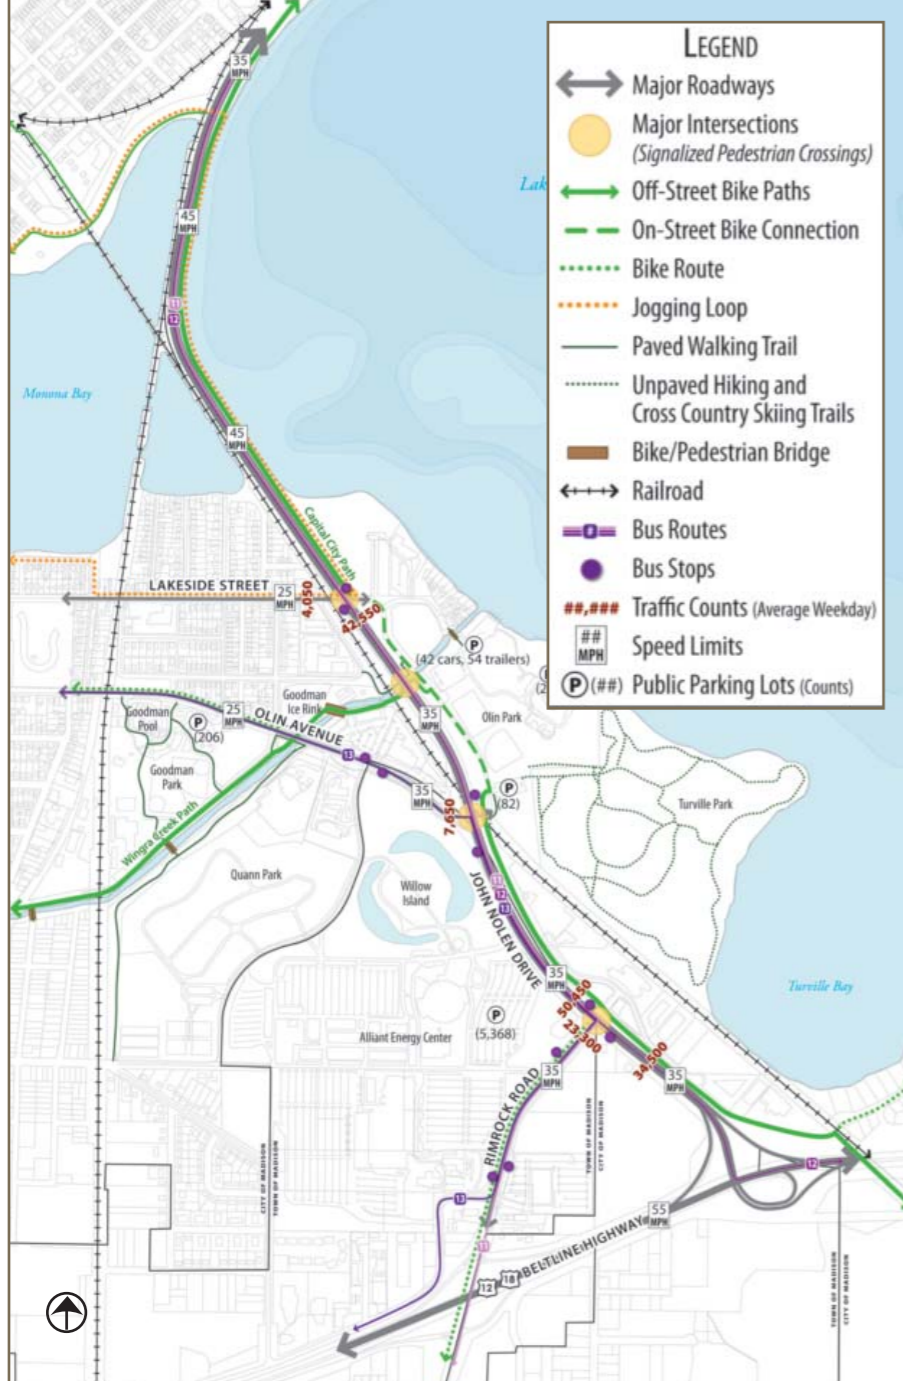 LEGEND
Major Roadways
Major Intersections
(Signalized Pedestrian Crossings)
Off-Street Bike Paths
On-Street Bike Connection
Bike Route
Jogging Loop
Paved Walking Trail
Unpaved Hiking and
Cross Country Skiing Trails
Bike/Pedestrian Bridge
Railroad
Bus Routes
Bus Stops
##,### Traffic Counts (Average Weekday)
## MPH Speed Limits
P (##) Public Parking Lots (Counts)
35 MPH
45 MPH
Lak
12
Monona Bay
45 MPH
Capital City Path
LAKESIDE STREET
25 MPH
4,050
42,550
P
(42 cars, 54 trailers)
Goodman
Ice Rink
Goodman
Pool
P
(206)
25 MPH
OLIN AVENUE
35 MPH
Olin Park
13
Goodman
Park
35 MPH
7,650
P
(82)
Turville Park
Wingra Creek Path
Quann Park
Willow
Island
12
13
JOHN NOLEN DRIVE
35 MPH
Turville Bay
50,450
23,300
P
(5,368)
Alliant Energy Center
34,500
35 MPH
35 MPH
RIMROCK ROAD
TOWN OF MADISON
CITY OF MADISON
CITY OF MADISON
TOWN OF MADISON
12
13
55 MPH
BELTLINE HIGHWAY
12
18
TOWN OF MADISON
CITY OF MADISON